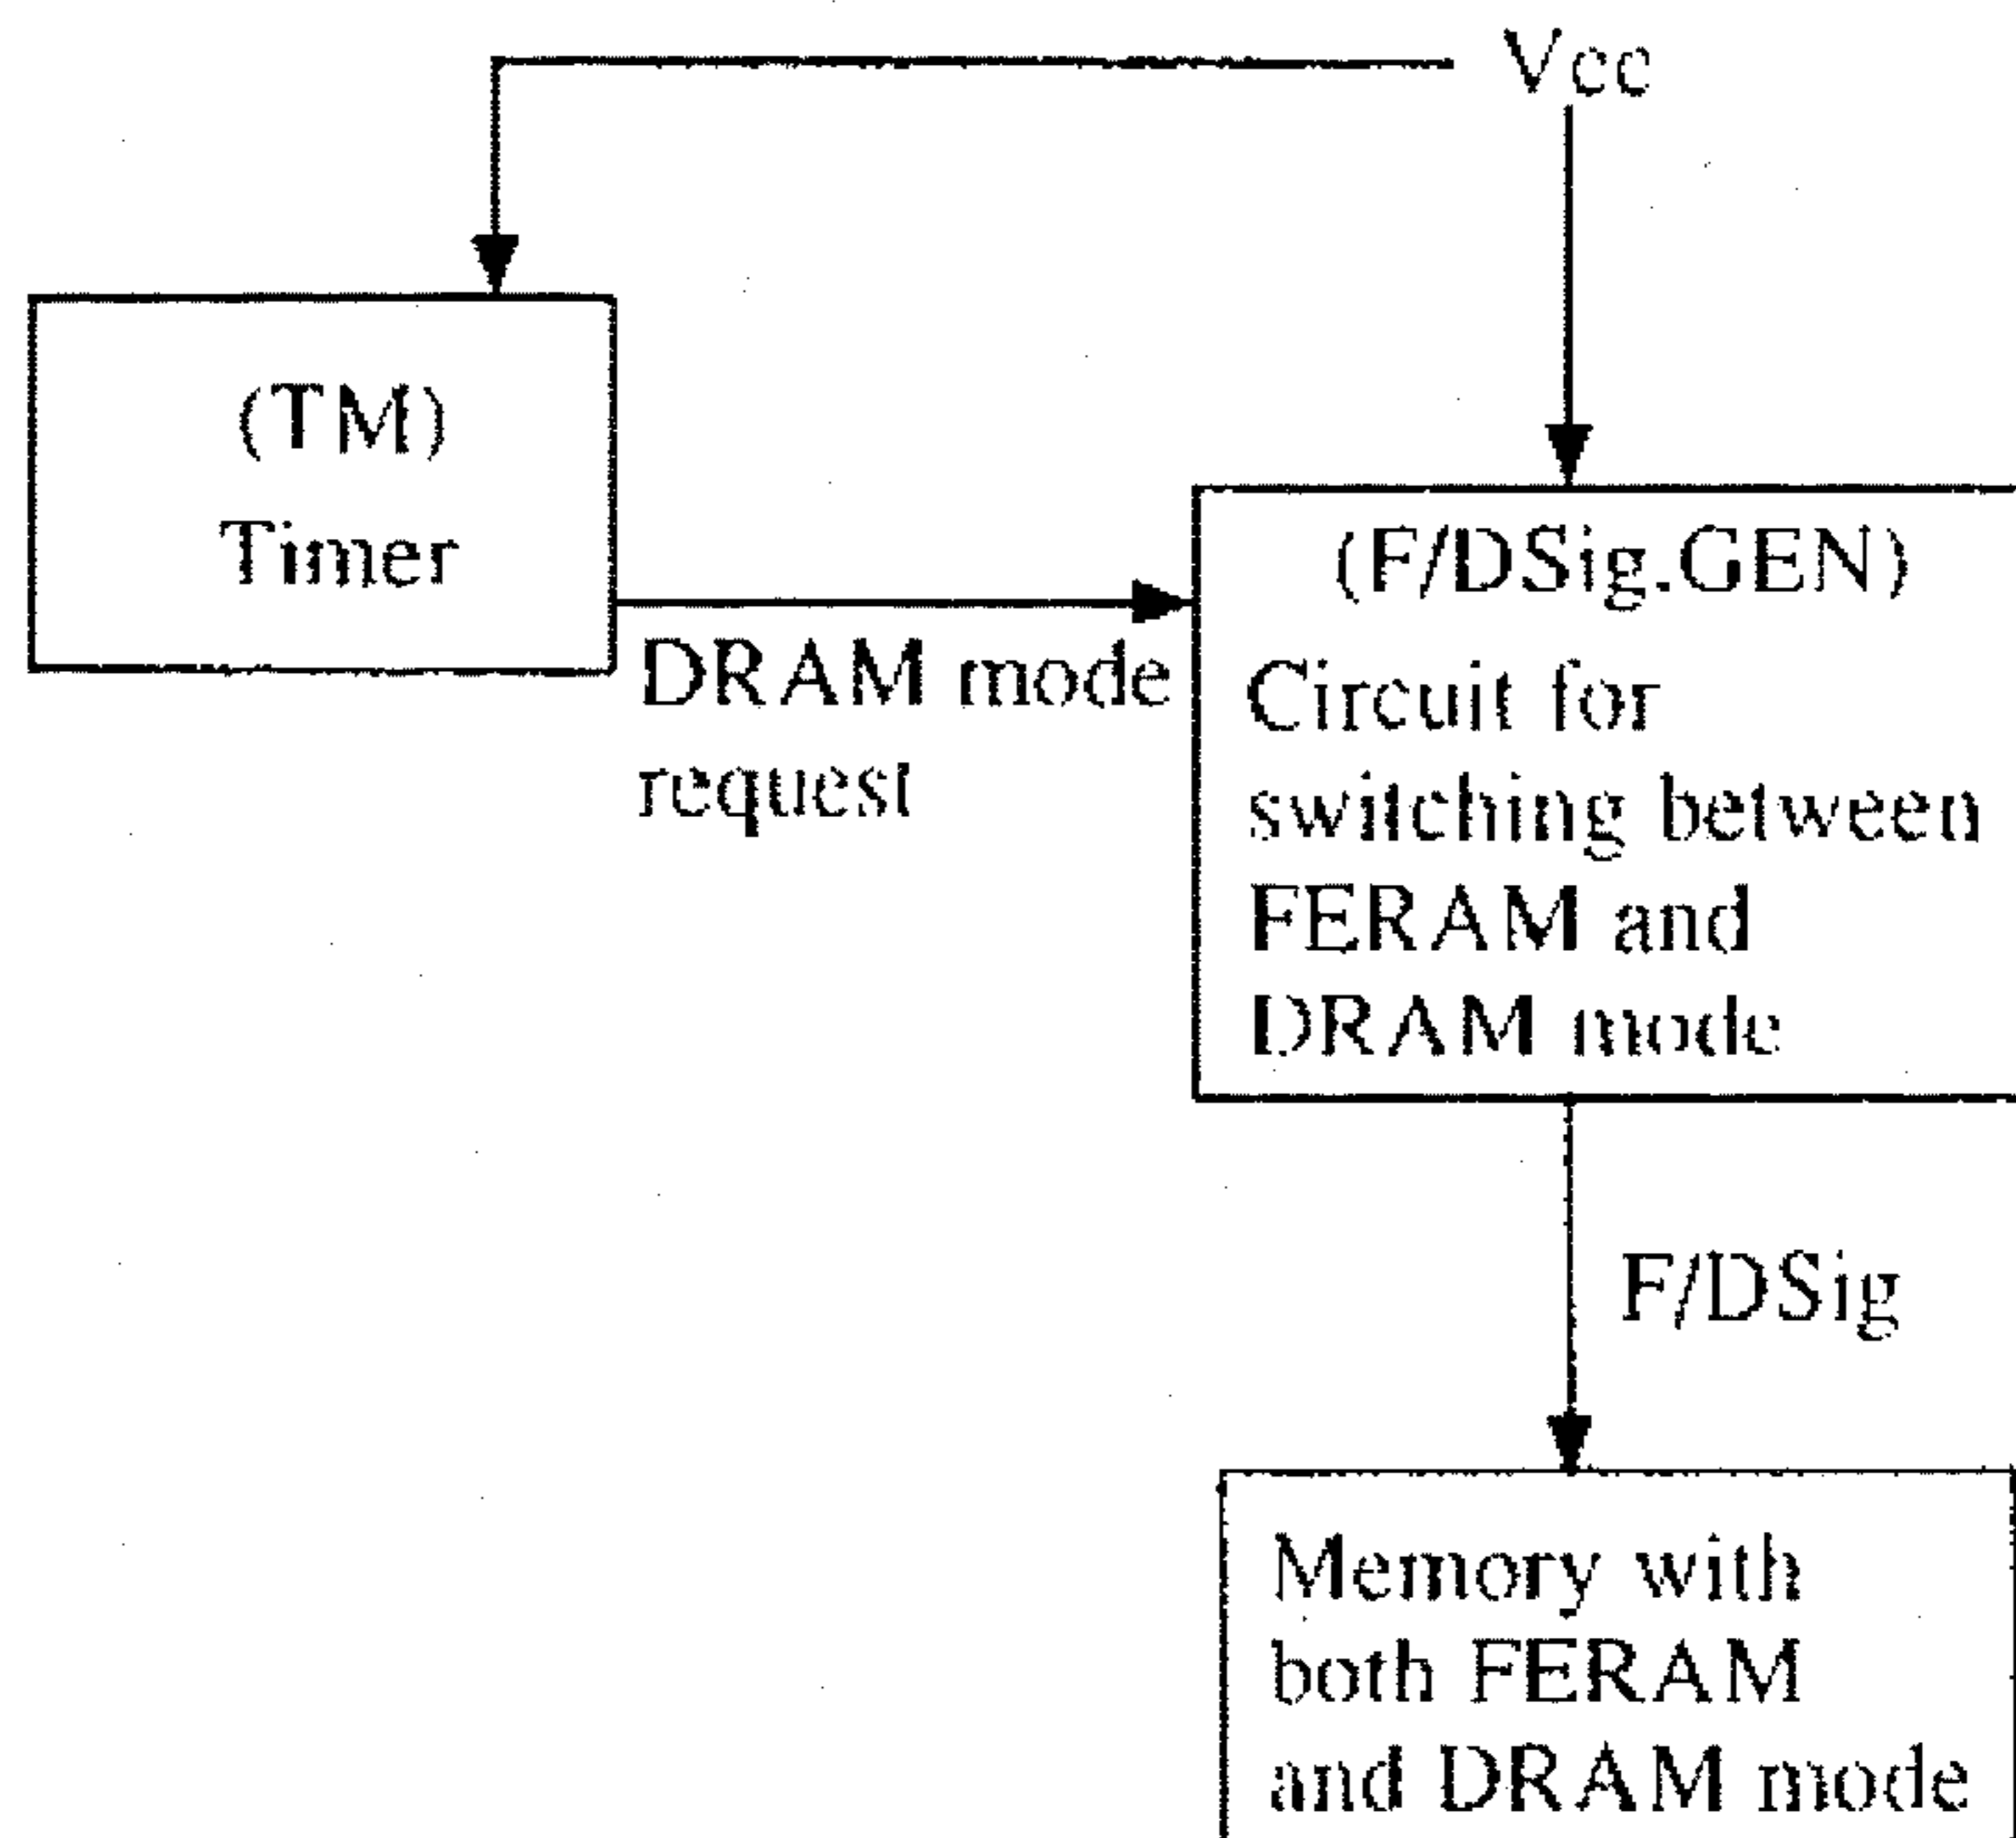 Vcc
(TM)
Timer
DRAM mode
request
(F/DSig.GEN)
Circuit for
switching between
FERAM and
DRAM mode
F/DSig
Memory with
both FERAM
and DRAM mode